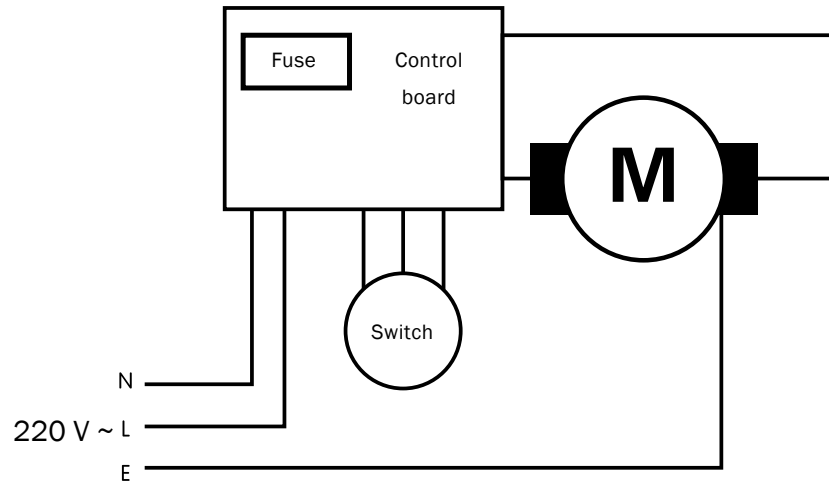 Fuse
Control
board
M
Switch
N
220 V ~ L
E